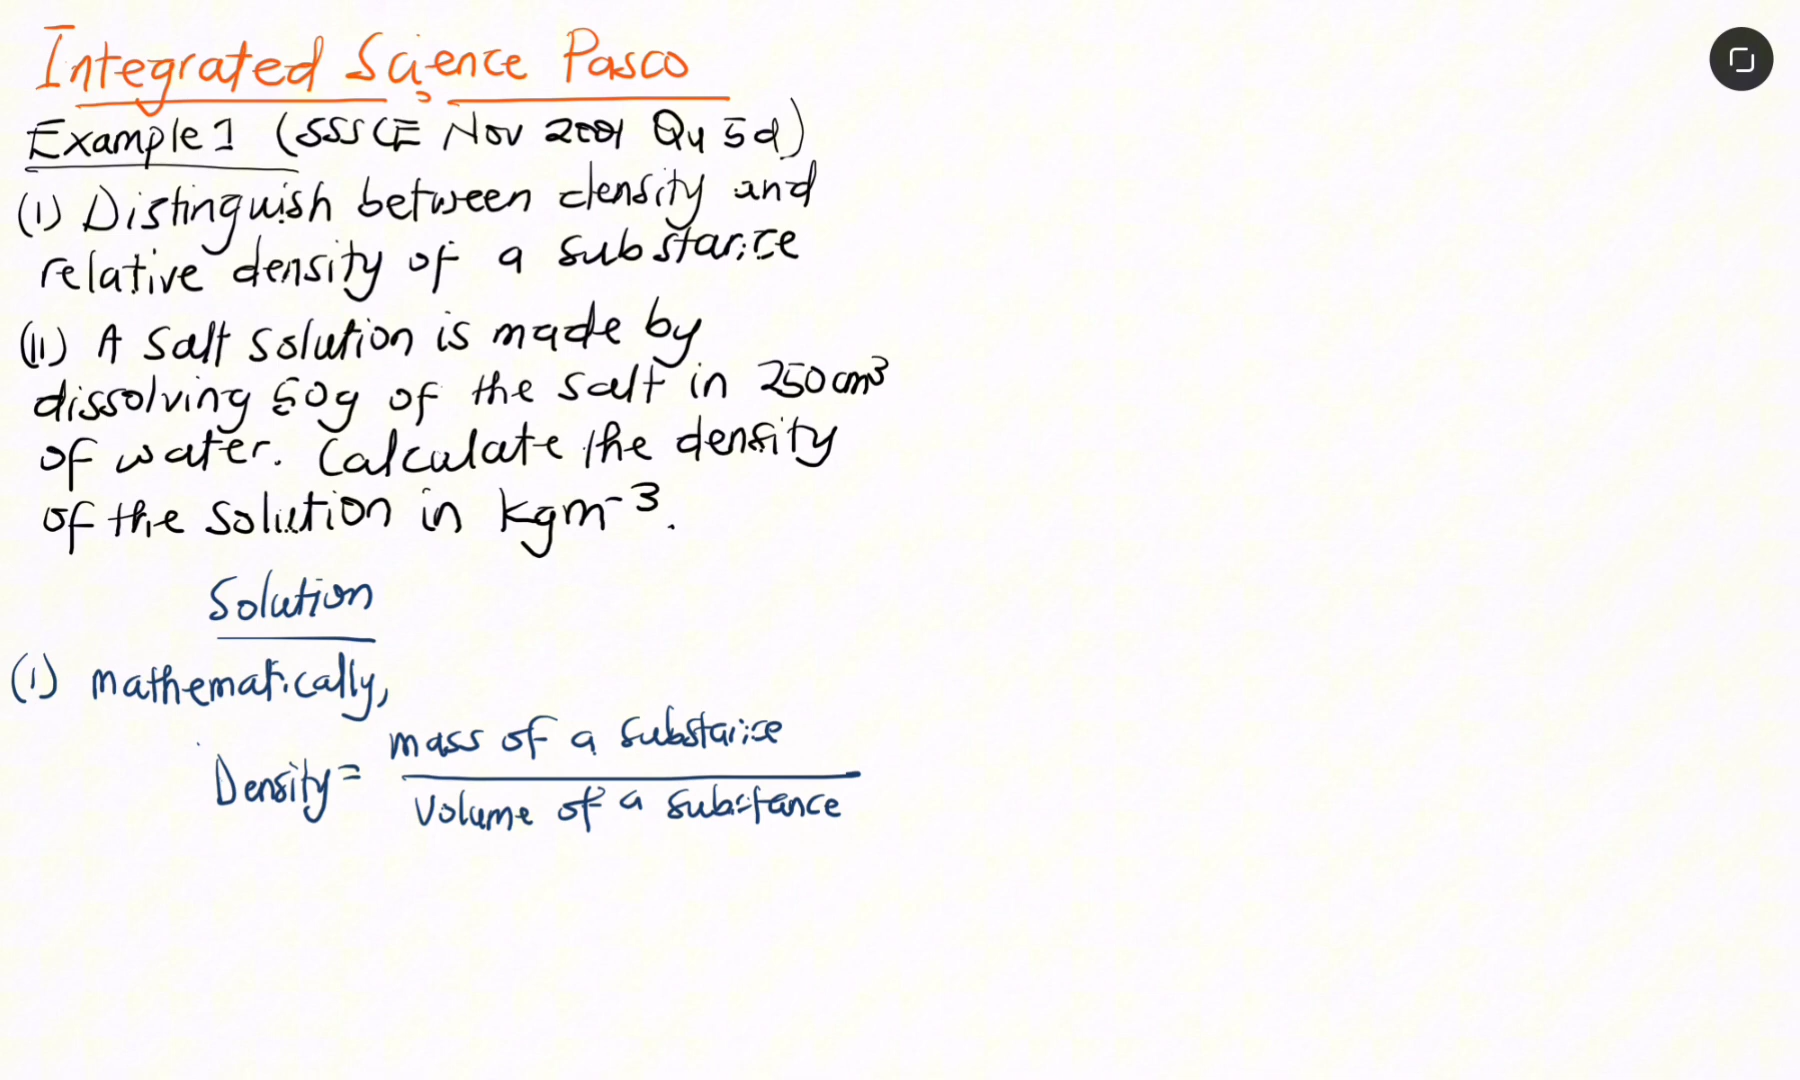 Integrated Science Pasco
Example 1 (SSSCE Nov 2001 Qu 5d)
(i) Distinguish between density and
relative density of a substance
(ii) A salt solution is made by
dissolving 50g of the salt in 250cm³
of water. Calculate the density
of the solution in kgm⁻³.
Solution
(i) mathematically,
Density = mass of a substance
volume of a substance